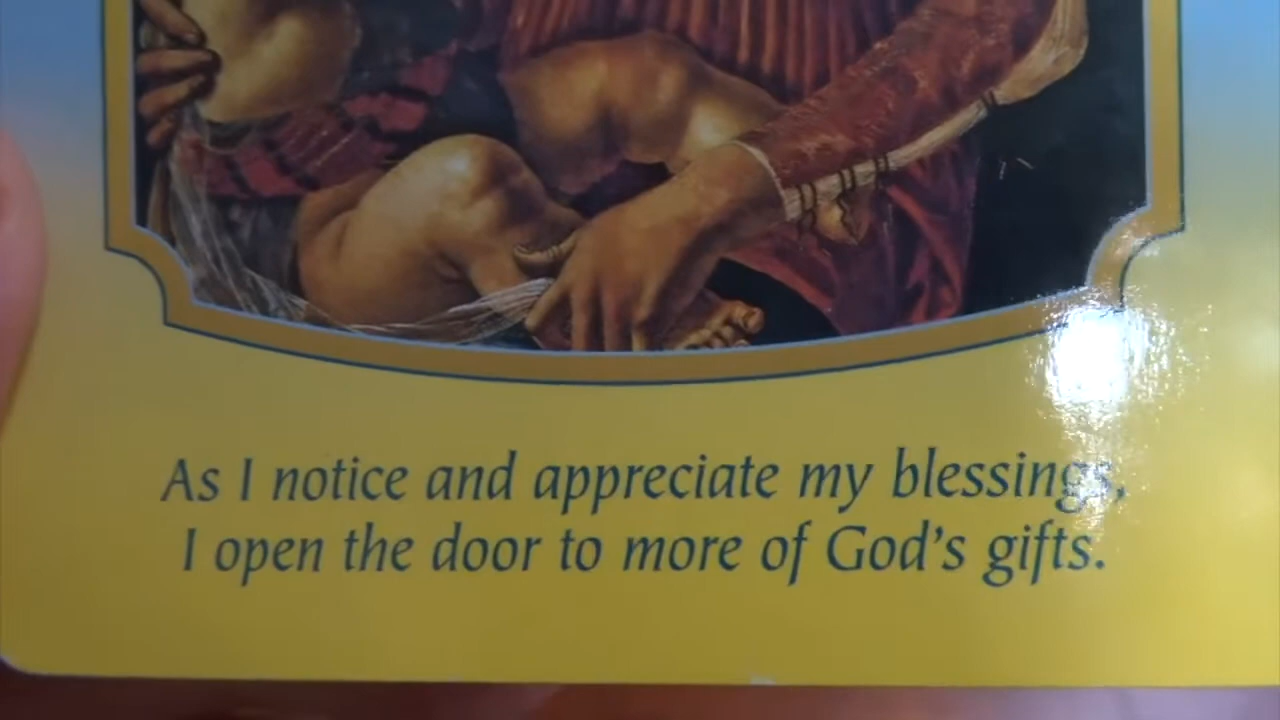 As I notice and appreciate my blessings,
I open the door to more of God's gifts.